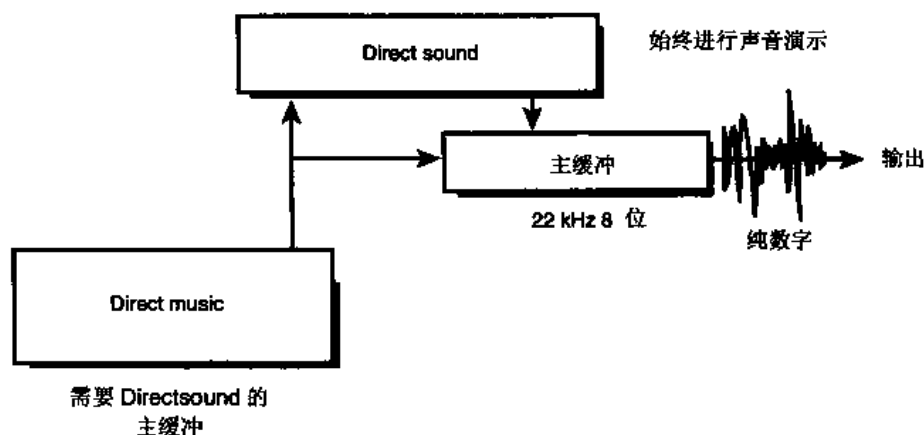 Direct sound
始终进行声音演示
主缓冲
输出
22 kHz 8 位
纯数字
Direct music
需要 Directsound 的
主缓冲